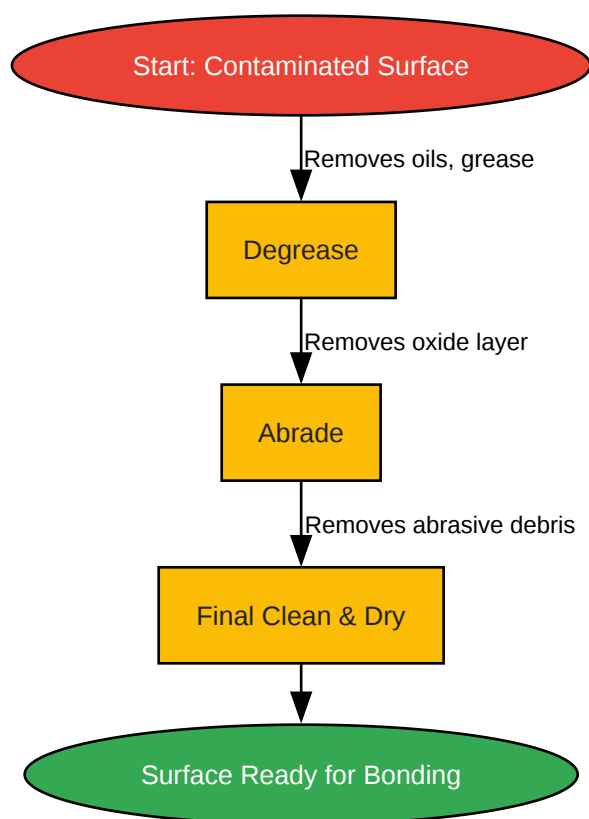 Start: Contaminated Surface
Removes oils, grease
Degrease
Removes oxide layer
Abrade
Removes abrasive debris
Final Clean & Dry
Surface Ready for Bonding